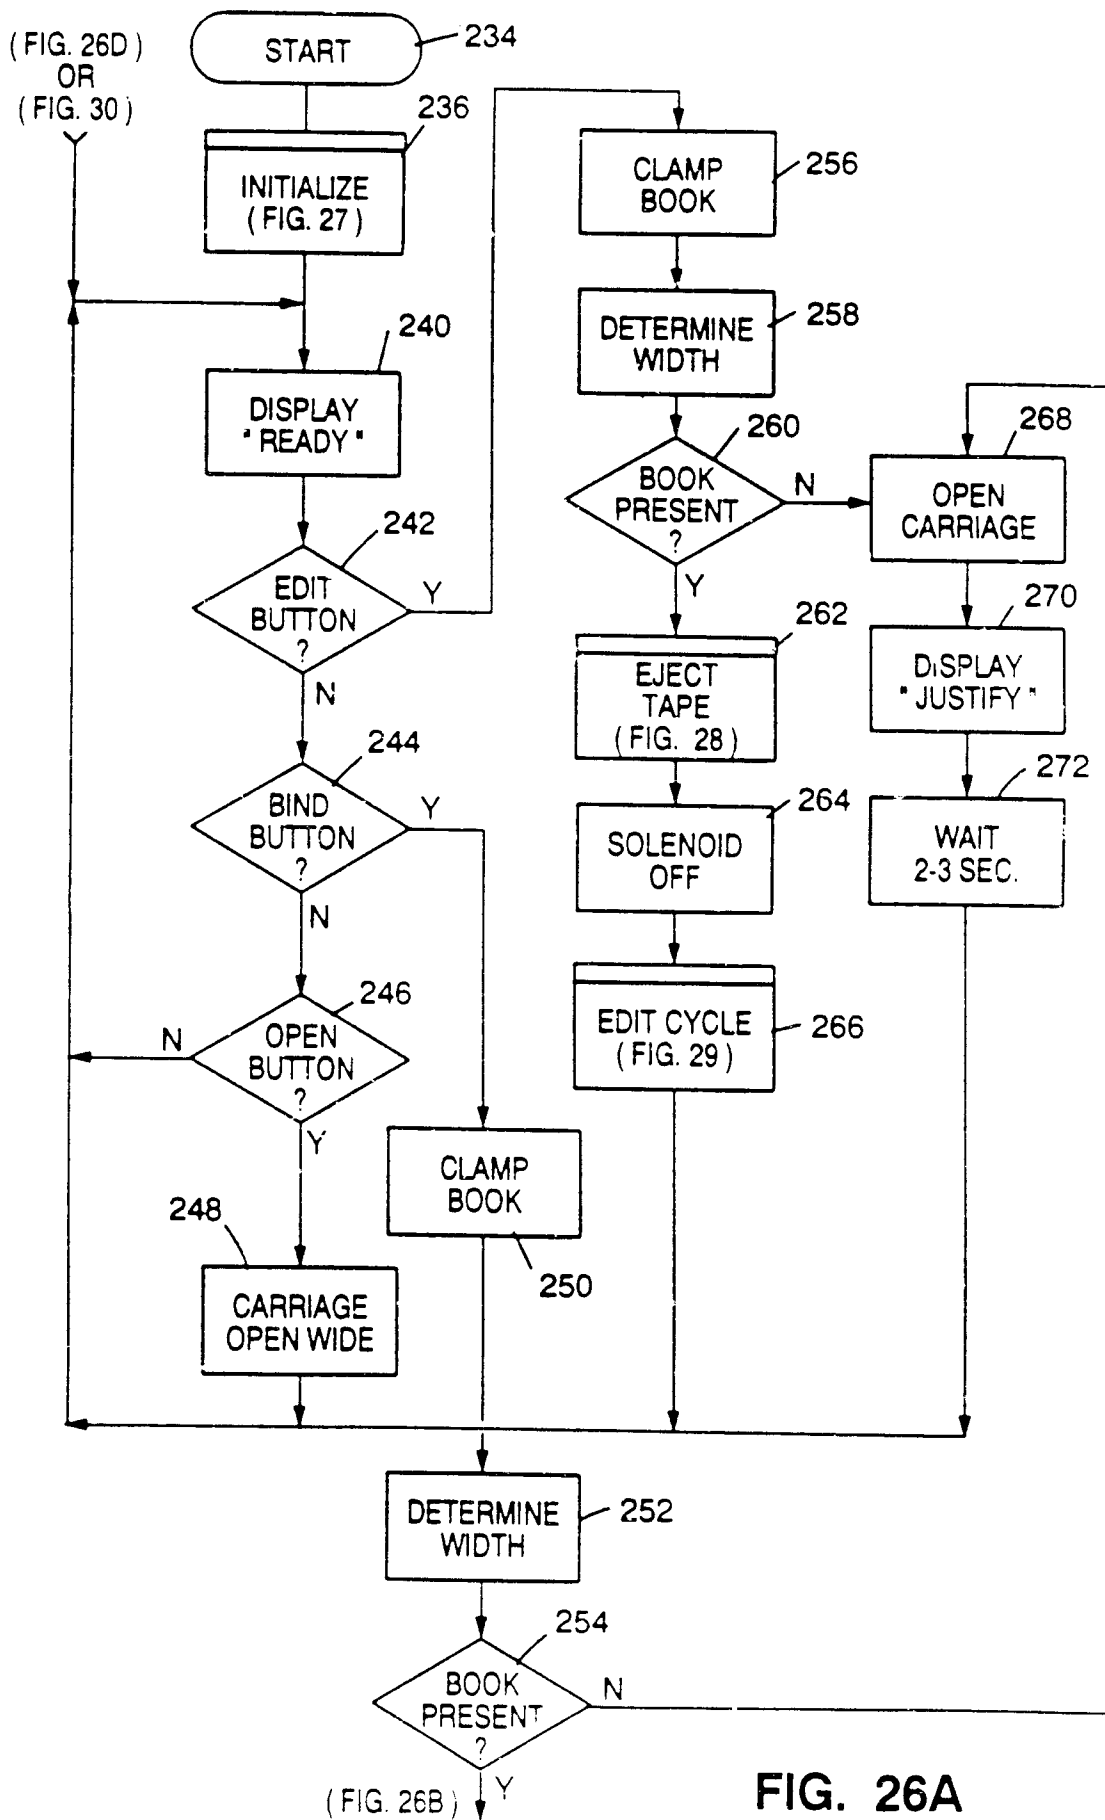 ( FIG. 26D )
OR
( FIG. 30 )
START
234
236
INITIALIZE
( FIG. 27 )
240
DISPLAY
"READY"
242
EDIT
BUTTON
?
Y
N
244
BIND
BUTTON
?
Y
N
246
OPEN
BUTTON
?
N
Y
248
CARRIAGE
OPEN WIDE
CLAMP
BOOK
250
DETERMINE
WIDTH
252
254
BOOK
PRESENT
?
N
Y
( FIG. 26B )
CLAMP
BOOK
256
DETERMINE
WIDTH
258
260
BOOK
PRESENT
?
N
Y
262
EJECT
TAPE
( FIG. 28 )
264
SOLENOID
OFF
EDIT CYCLE
( FIG. 29 )
266
268
OPEN
CARRIAGE
270
DISPLAY
"JUSTIFY"
272
WAIT
2-3 SEC.
FIG. 26A